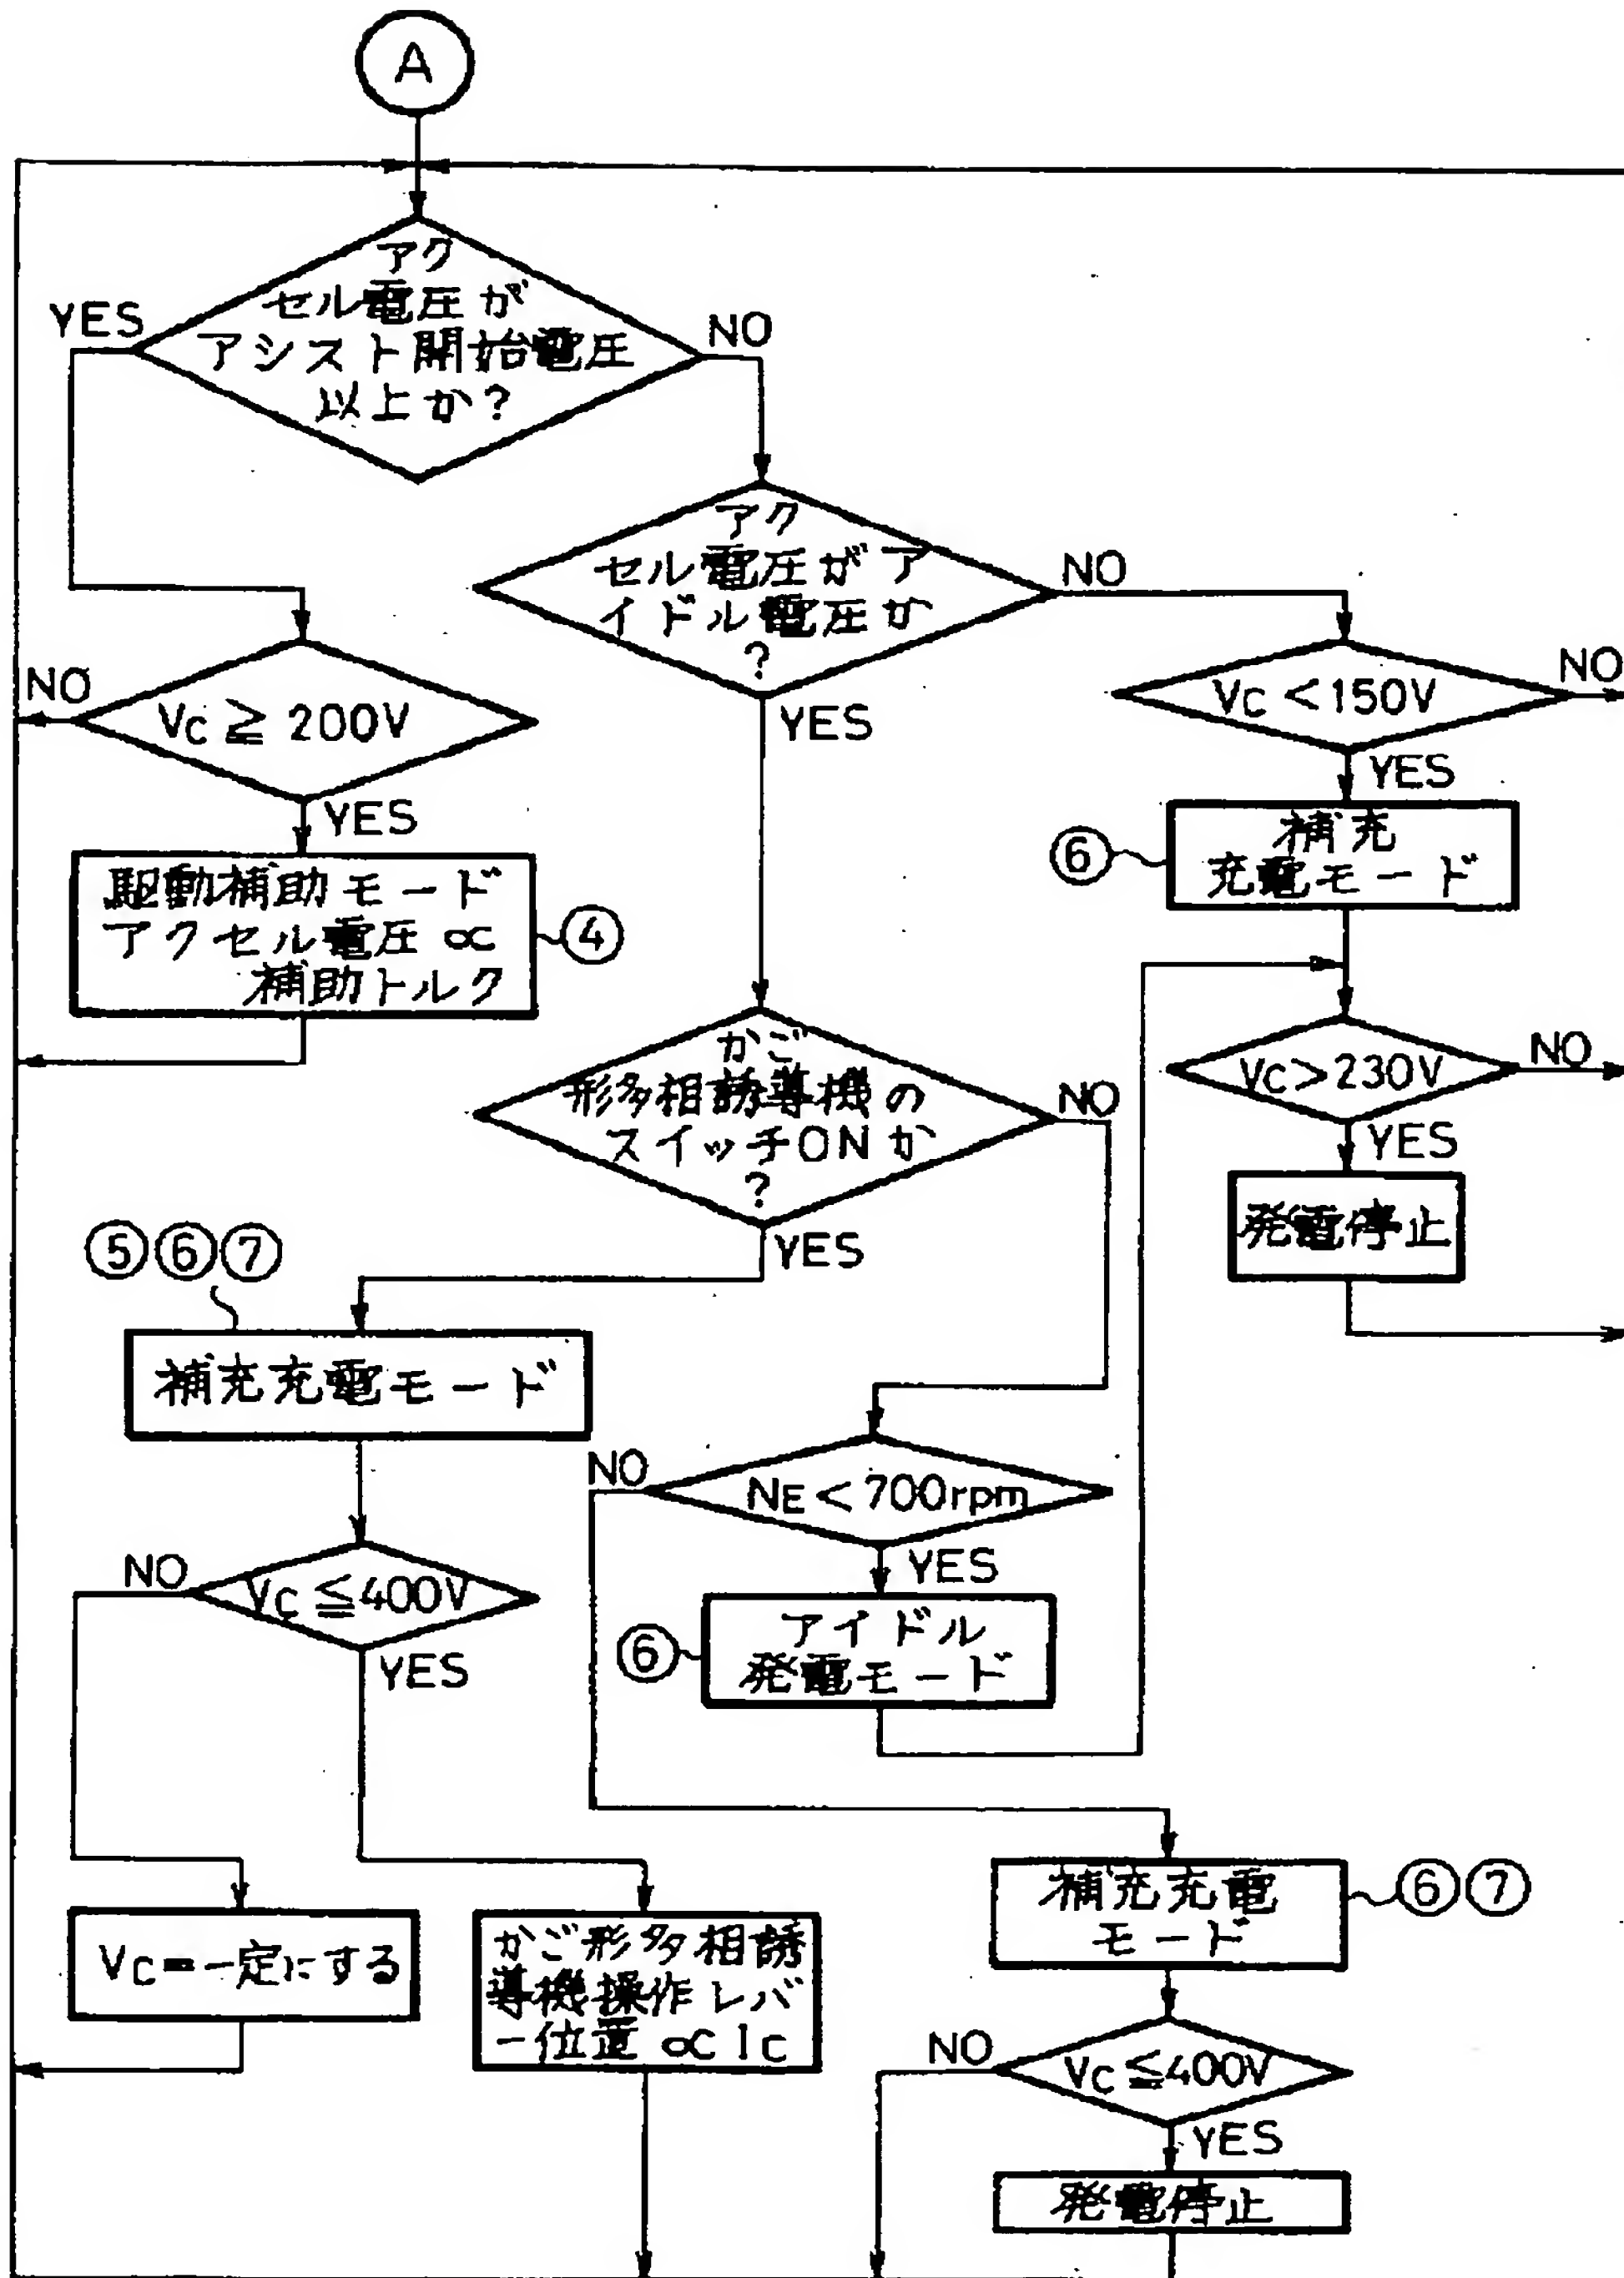 A
アク
セル電圧が
アシスト開始電圧
以上か?
YES
NO
アク
セル電圧がア
イドル電圧か
?
NO
YES
NO
VC ≧ 200V
YES
駆動補助モード
アクセル電圧 ∝
補助トルク
④
VC <150V
NO
YES
⑥
補充
充電モード
VC>230V
NO
YES
発電停止
かご
形多相誘導機の
スイッチONか
?
NO
YES
⑤⑥⑦
補充充電モード
NO
VC ≦400V
YES
NO
NE < 700rpm
YES
⑥
アイドル
発電モード
VC=一定にする
かご形多相誘
導機操作レバ
ー位置 ∝ IC
補充充電
モード
⑥⑦
NO
VC ≦400V
YES
発電停止